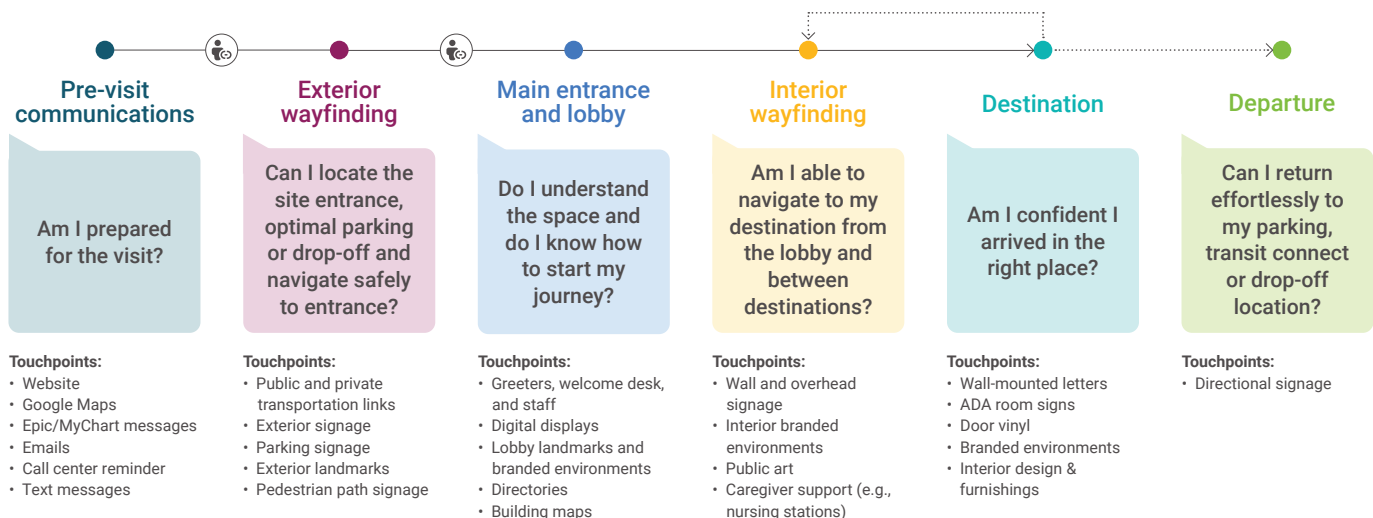 Pre-visit
communications
Am I prepared
for the visit?
Touchpoints:
• Website
• Google Maps
• Epic/MyChart messages
• Emails
• Call center reminder
• Text messages
Exterior
wayfinding
Can I locate the
site entrance,
optimal parking
or drop-off and
navigate safely
to entrance?
Touchpoints:
• Public and private
transportation links
• Exterior signage
• Parking signage
• Exterior landmarks
• Pedestrian path signage
Main entrance
and lobby
Do I understand
the space and
do I know how
to start my
journey?
Touchpoints:
• Greeters, welcome desk,
and staff
• Digital displays
• Lobby landmarks and
branded environments
• Directories
• Building maps
Interior
wayfinding
Am I able to
navigate to my
destination from
the lobby and
between
destinations?
Touchpoints:
• Wall and overhead
signage
• Interior branded
environments
• Public art
• Caregiver support (e.g.,
nursing stations)
Destination
Am I confident I
arrived in the
right place?
Touchpoints:
• Wall-mounted letters
• ADA room signs
• Door vinyl
• Branded environments
• Interior design &
furnishings
Departure
Can I return
effortlessly to
my parking,
transit connect
or drop-off
location?
Touchpoints:
• Directional signage